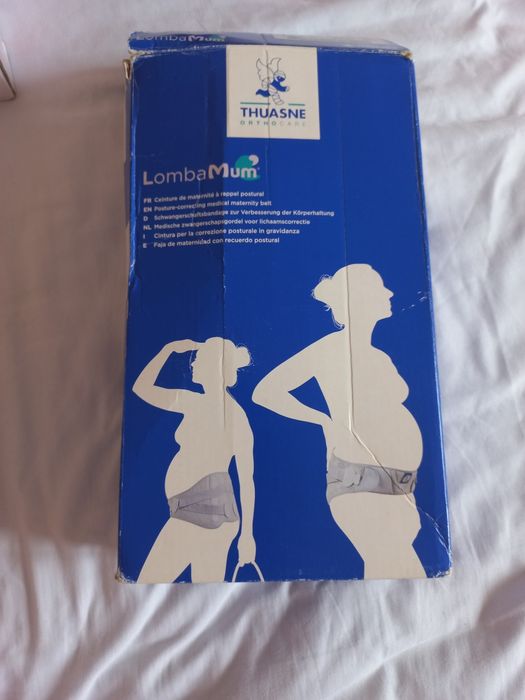 LombaMum
THUASNE
ORTHOCARE
LombaMum
FR Ceinture de maternité à rappel postural
EN Posture-correcting medical maternity belt
D Schwangerschaftsbandage zur Verbesserung der Körperhaltung
NL Medische zwangerschapsgordel voor lichaamscorrectie
I Cintura per la correzione posturale in gravidanza
E Faja de maternidad con recuerdo postural